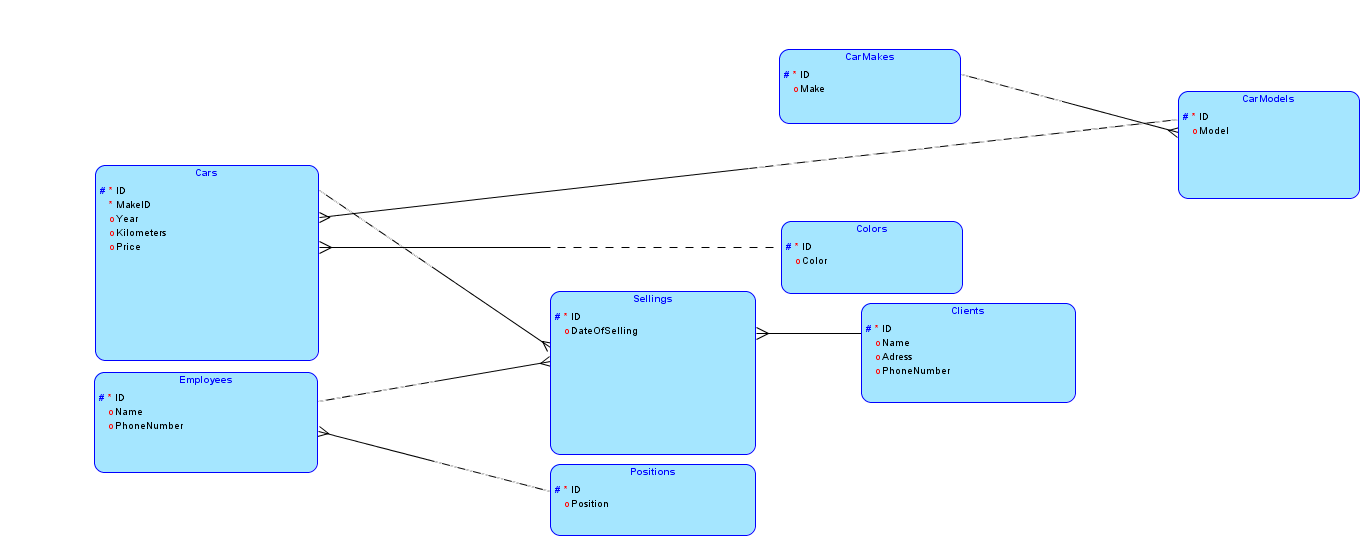 CarMakes
# * ID
o Make
CarModels
# * ID
o Model
Cars
# * ID
* MakeID
o Year
o Kilometers
o Price
Colors
# * ID
o Color
Sellings
# * ID
o DateOfSelling
Clients
# * ID
o Name
o Adress
o PhoneNumber
Employees
# * ID
o Name
o PhoneNumber
Positions
# * ID
o Position